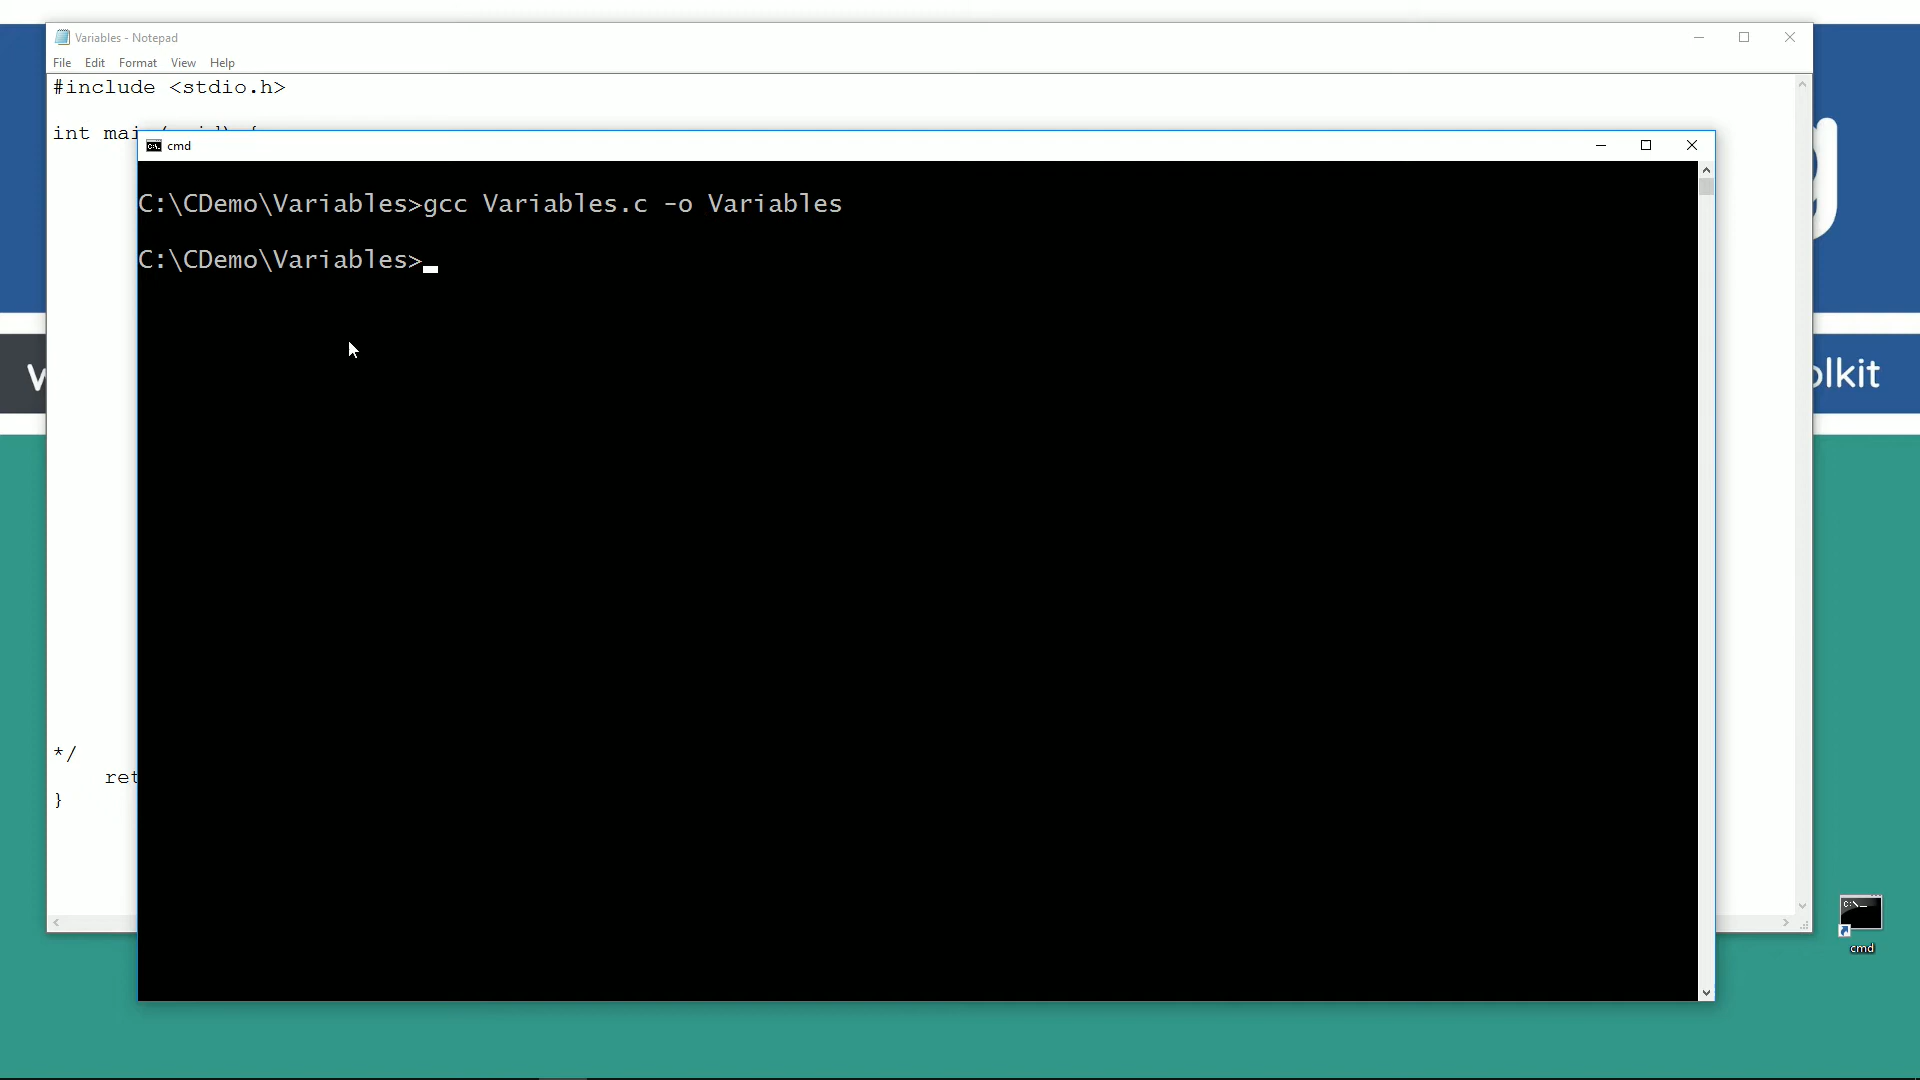 Variables - Notepad
File Edit Format View Help
#include <stdio.h>
int mai
cmd
C:\CDemo\Variables>gcc Variables.c -o Variables
C:\CDemo\Variables>
*/
ret
}
g
W
olkit
C:\.
cmd